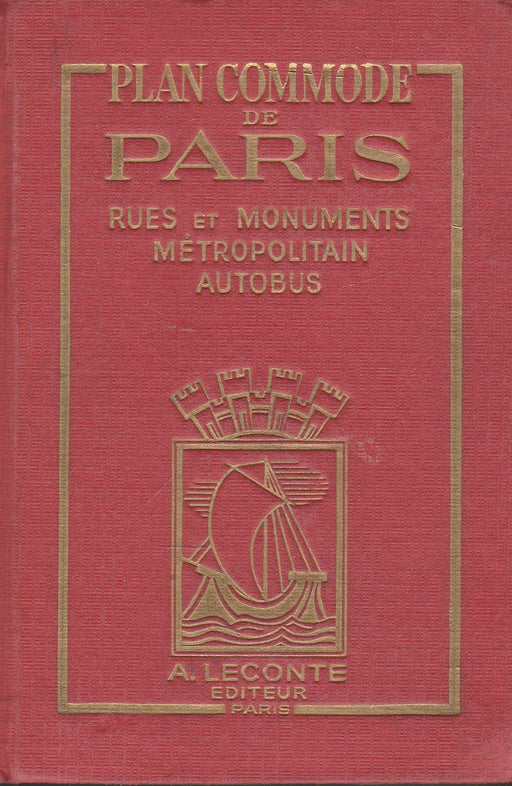 PLAN COMMODE
DE
PARIS
RUES ET MONUMENTS
MÉTROPOLITAIN
AUTOBUS
A. LECONTE
EDITEUR
PARIS